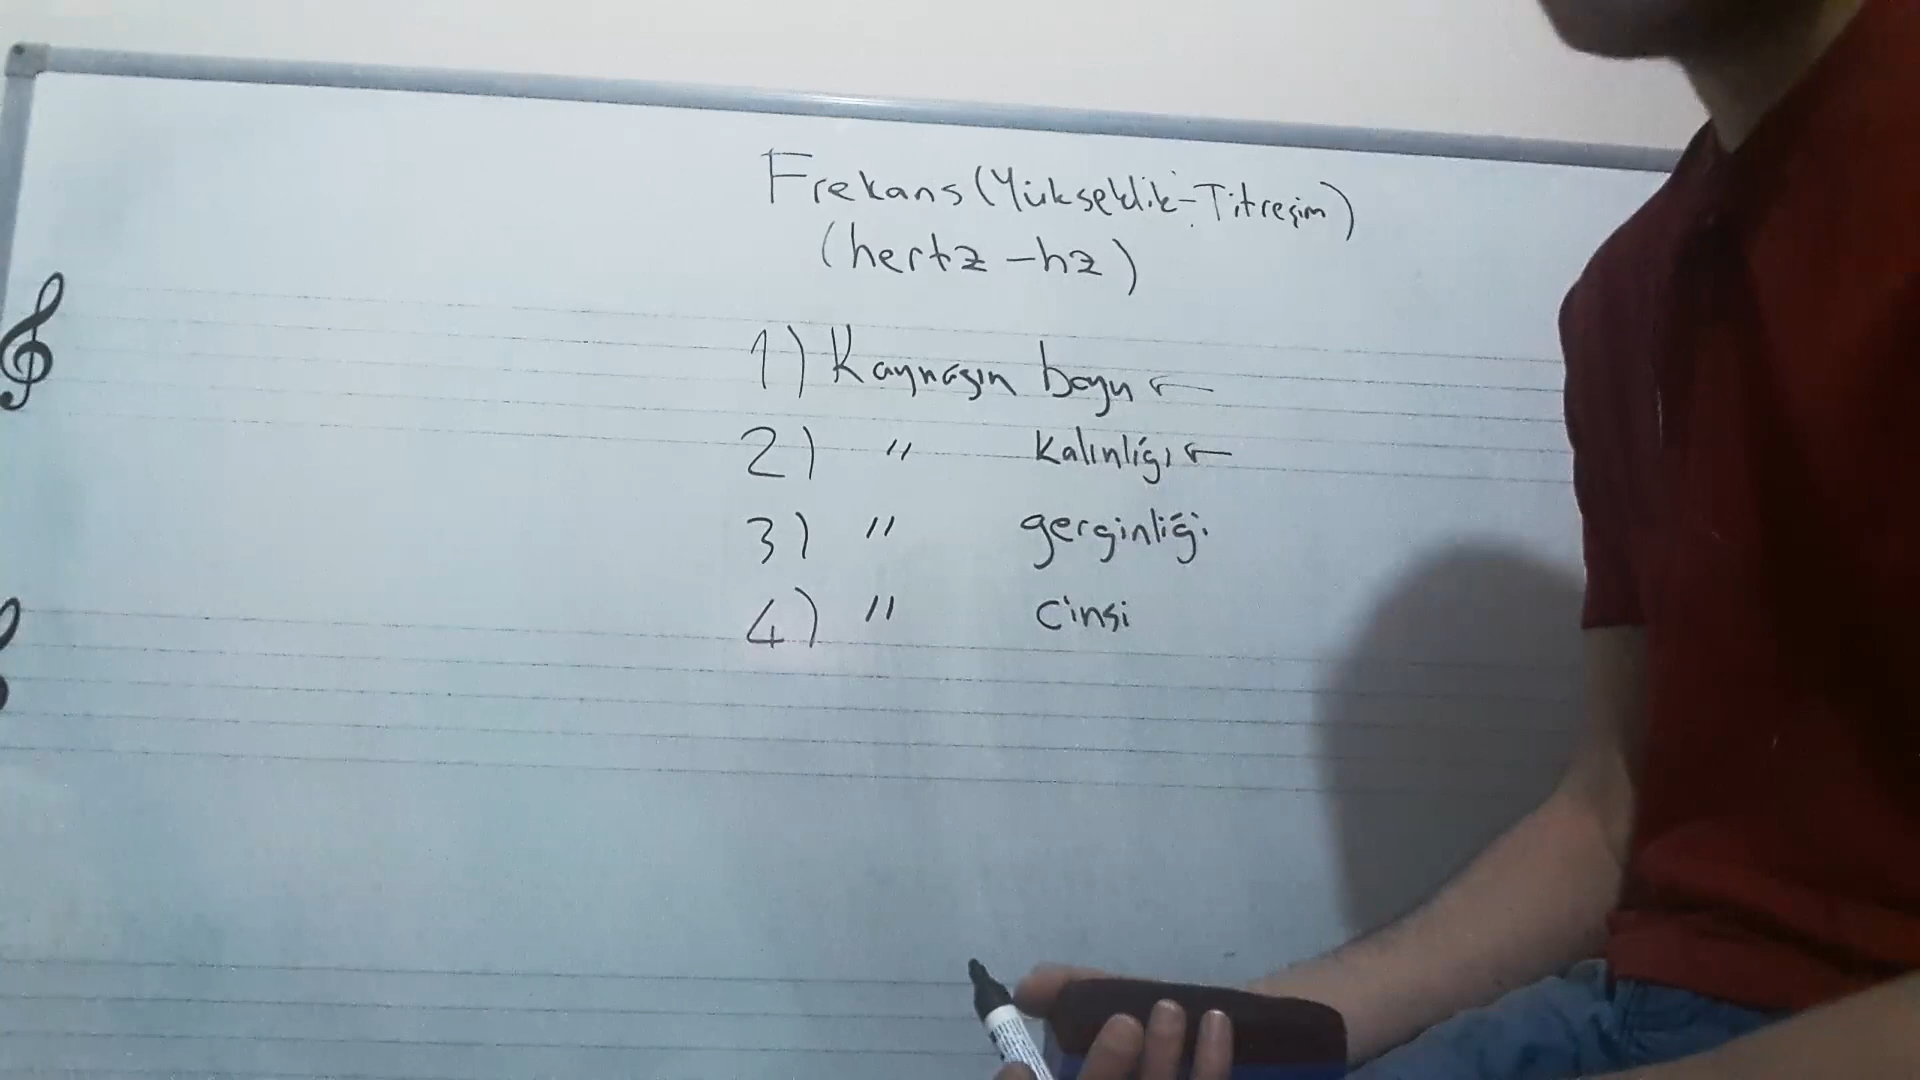 Frekans (Yükseklik-Titreşim)
(hertz-hz)
1) Kaynağın boyu ←
2) " Kalınlığı ←
3) " gerginliği
4) " Cinsi